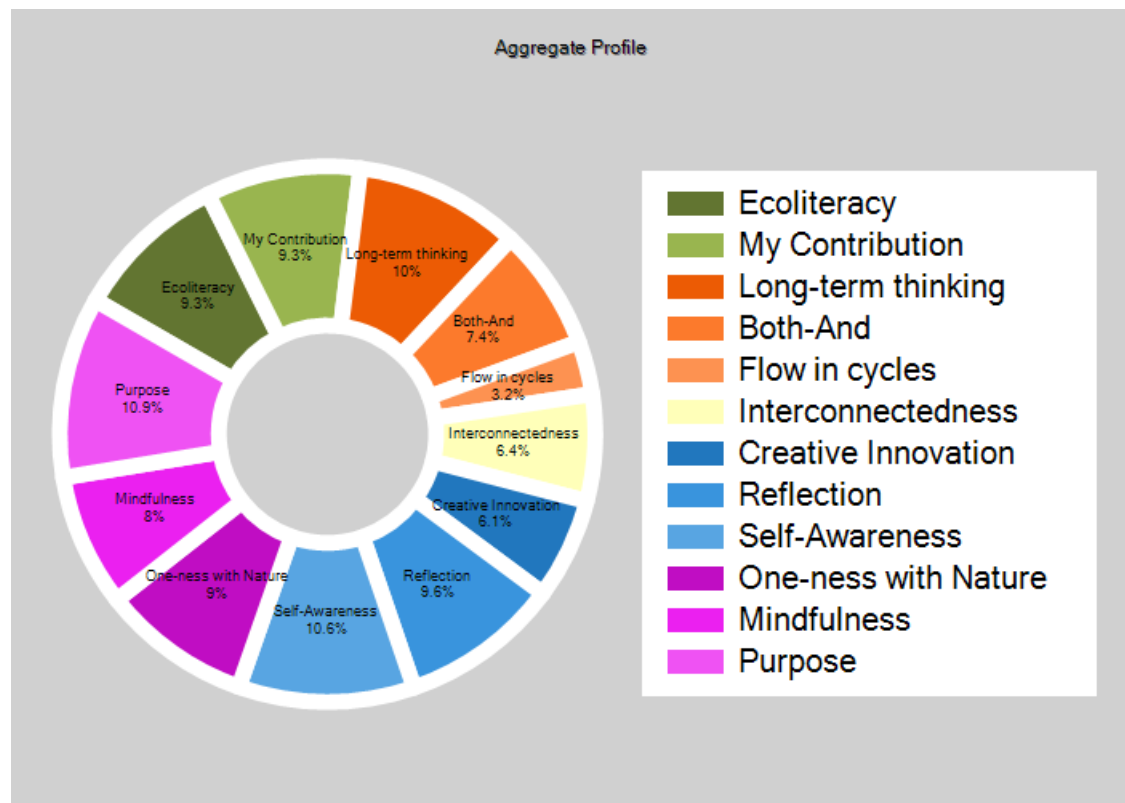 Aggregate Profile
My Contribution
9.3%
Long-term thinking
10%
Both-And
7.4%
Flow in cycles
3.2%
Interconnectedness
6.4%
Creative Innovation
6.1%
Reflection
9.6%
Self-Awareness
10.6%
One-ness with Nature
9%
Mindfulness
8%
Purpose
10.9%
Ecoliteracy
9.3%
Ecoliteracy
My Contribution
Long-term thinking
Both-And
Flow in cycles
Interconnectedness
Creative Innovation
Reflection
Self-Awareness
One-ness with Nature
Mindfulness
Purpose